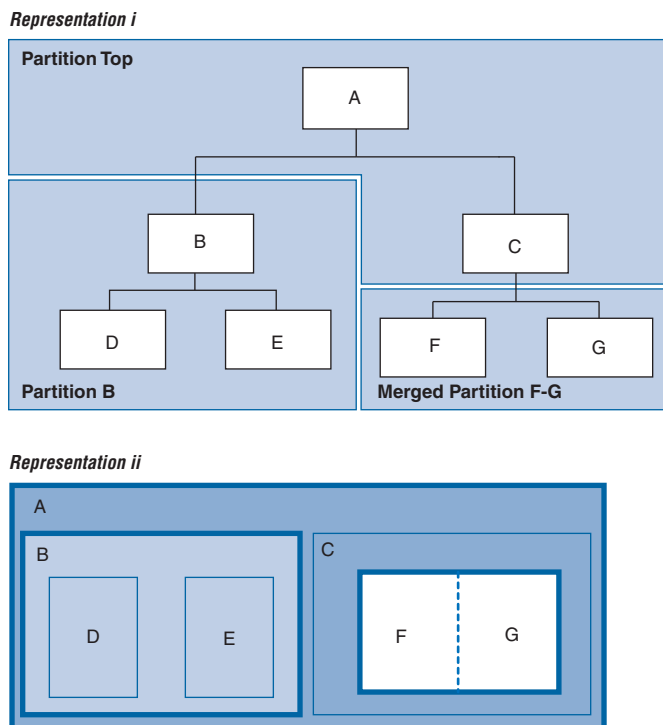 Representation i
Partition Top
A
B
C
D
E
F
G
Partition B
Merged Partition F-G
Representation ii
A
B
C
D
E
F
G